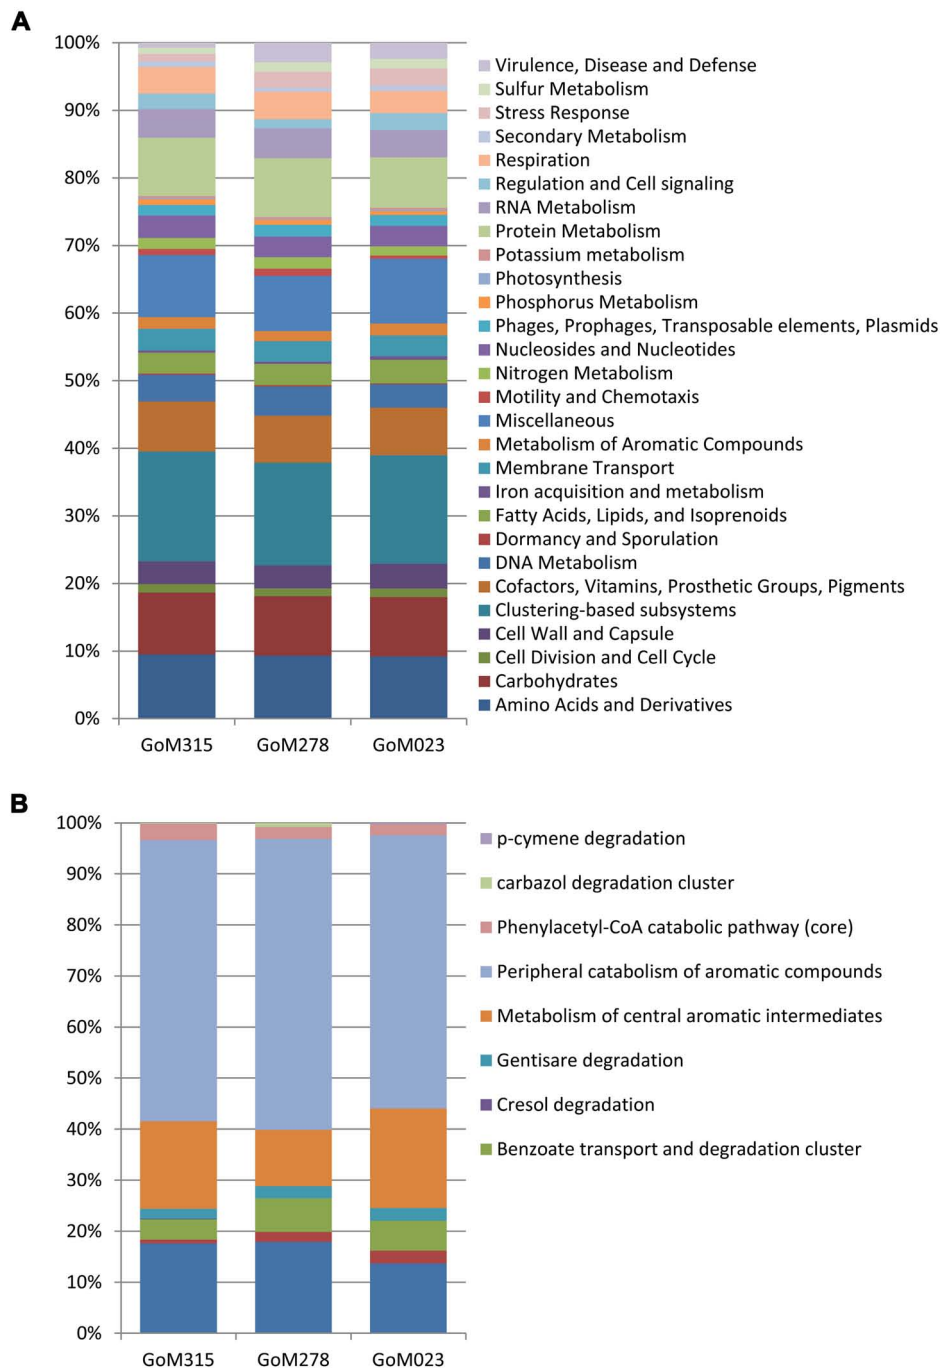 A
100%
90%
80%
70%
60%
50%
40%
30%
20%
10%
0%
GoM315 GoM278 GoM023
Virulence, Disease and Defense
Sulfur Metabolism
Stress Response
Secondary Metabolism
Respiration
Regulation and Cell signaling
RNA Metabolism
Protein Metabolism
Potassium metabolism
Photosynthesis
Phosphorus Metabolism
Phages, Prophages, Transposable elements, Plasmids
Nucleosides and Nucleotides
Nitrogen Metabolism
Motility and Chemotaxis
Miscellaneous
Metabolism of Aromatic Compounds
Membrane Transport
Iron acquisition and metabolism
Fatty Acids, Lipids, and Isoprenoids
Dormancy and Sporulation
DNA Metabolism
Cofactors, Vitamins, Prosthetic Groups, Pigments
Clustering-based subsystems
Cell Wall and Capsule
Cell Division and Cell Cycle
Carbohydrates
Amino Acids and Derivatives
B
100%
90%
80%
70%
60%
50%
40%
30%
20%
10%
0%
GoM315 GoM278 GoM023
p-cymene degradation
carbazol degradation cluster
Phenylacetyl-CoA catabolic pathway (core)
Peripheral catabolism of aromatic compounds
Metabolism of central aromatic intermediates
Gentisare degradation
Cresol degradation
Benzoate transport and degradation cluster